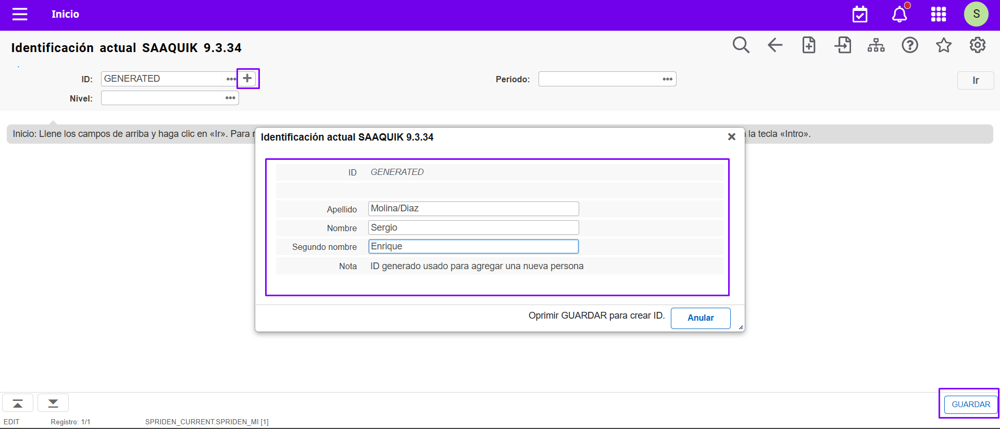 Inicio
S
Identificación actual SAAQUIK 9.3.34
ID: GENERATED
Periodo:
Ir
Nivel:
Inicio: Llene los campos de arriba y haga clic en «Ir». Para
la tecla «Intro».
Identificación actual SAAQUIK 9.3.34
ID GENERATED
Apellido Molina/Diaz
Nombre Sergio
Segundo nombre Enrique
Nota ID generado usado para agregar una nueva persona
Oprimir GUARDAR para crear ID. Anular
GUARDAR
EDIT Registro: 1/1 SPRIDEN_CURRENT.SPRIDEN_MI [1]